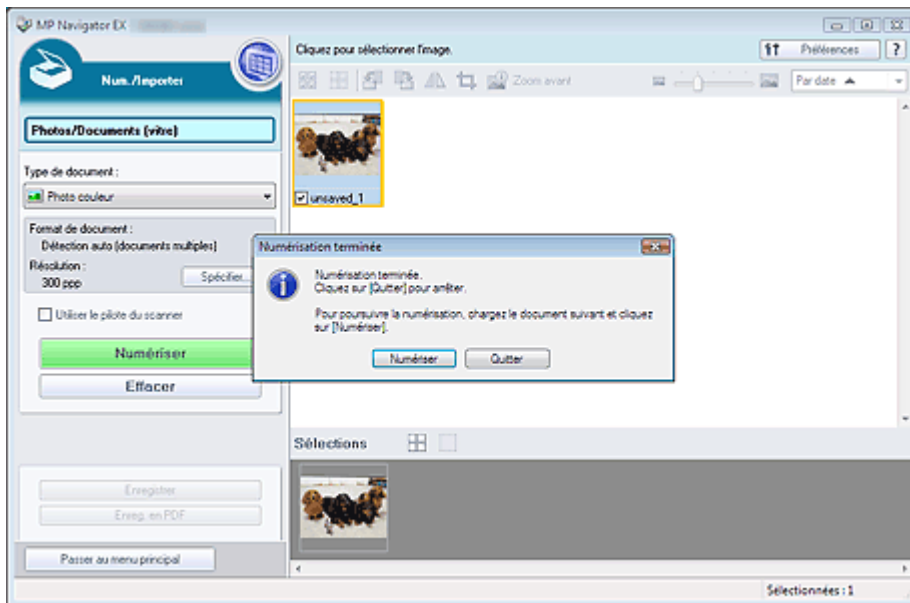 MP Navigator EX
Num./Importer
Photos/Documents (vitre)
Type de document :
Photo couleur
Format de document :
Détection auto (documents multiples)
Résolution :
300 ppp
Spécifier...
Utiliser le pilote du scanner
Numériser
Effacer
Enregistrer
Enreg. en PDF
Passer au menu principal
Cliquez pour sélectionner l'image.
Préférences
?
Zoom avant
Par date
unsaved_1
Numérisation terminée
Numérisation terminée.
Cliquez sur [Quitter] pour arrêter.
Pour poursuivre la numérisation, chargez le document suivant et cliquez
sur [Numériser].
Numériser
Quitter
Sélections
Sélectionnées : 1